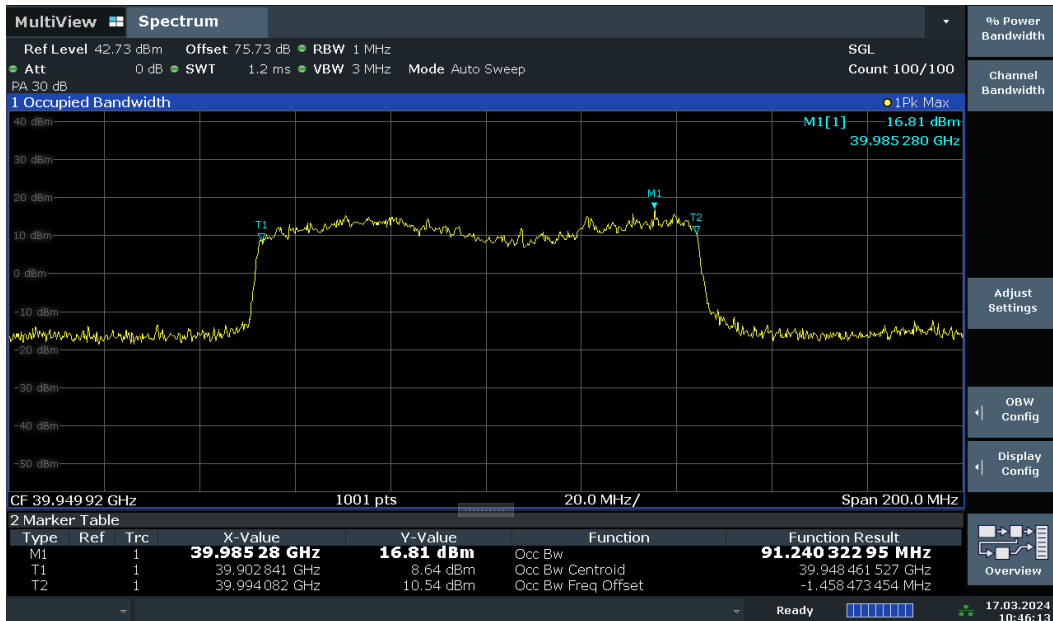 MultiView Spectrum
% Power Bandwidth
Ref Level 42.73 dBm Offset 75.73 dB RBW 1 MHz SGL
Att 0 dB SWT 1.2 ms VBW 3 MHz Mode Auto Sweep Count 100/100
PA 30 dB
Channel Bandwidth
1 Occupied Bandwidth 1Pk Max
40 dBm M1[1] 16.81 dBm
39.985 280 GHz
30 dBm
20 dBm M1
T1 T2
10 dBm
0 dBm
Adjust Settings
-10 dBm
-20 dBm
-30 dBm
OBW Config
-40 dBm
Display Config
-50 dBm
CF 39.949 92 GHz 1001 pts 20.0 MHz/ Span 200.0 MHz
2 Marker Table
Type Ref Trc X-Value Y-Value Function Function Result
M1 1 39.985 28 GHz 16.81 dBm Occ Bw 91.240 322 95 MHz
T1 1 39.902 841 GHz 8.64 dBm Occ Bw Centroid 39.948 461 527 GHz
T2 1 39.994 082 GHz 10.54 dBm Occ Bw Freq Offset -1.458 473 454 MHz
Overview
Ready 17.03.2024
10:46:13